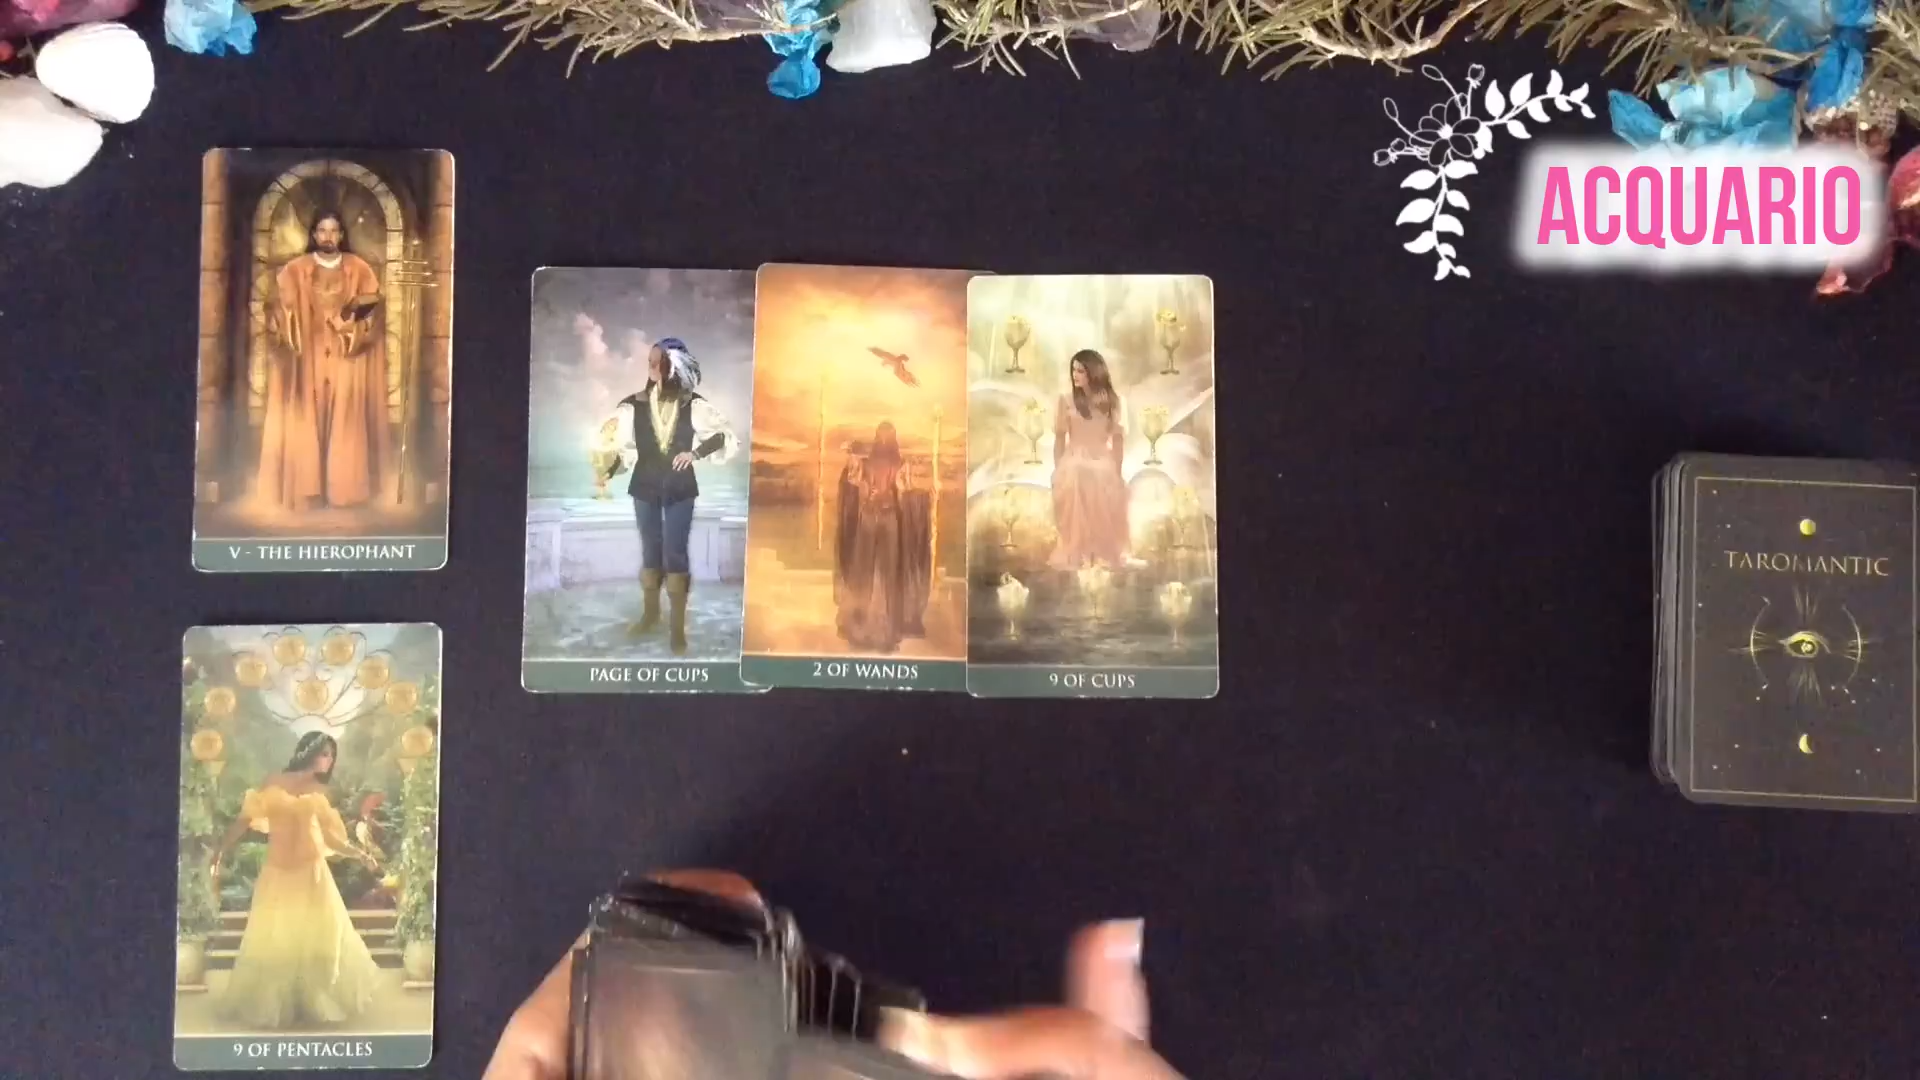 ACQUARIO
V - THE HIEROPHANT
PAGE OF CUPS
2 OF WANDS
9 OF CUPS
TAROMANTIC
9 OF PENTACLES